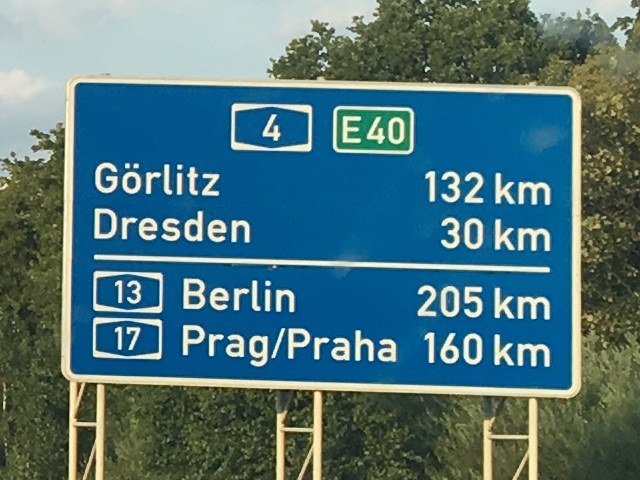 4 E40
Görlitz 132 km
Dresden 30 km
13 Berlin 205 km
17 Prag/Praha 160 km